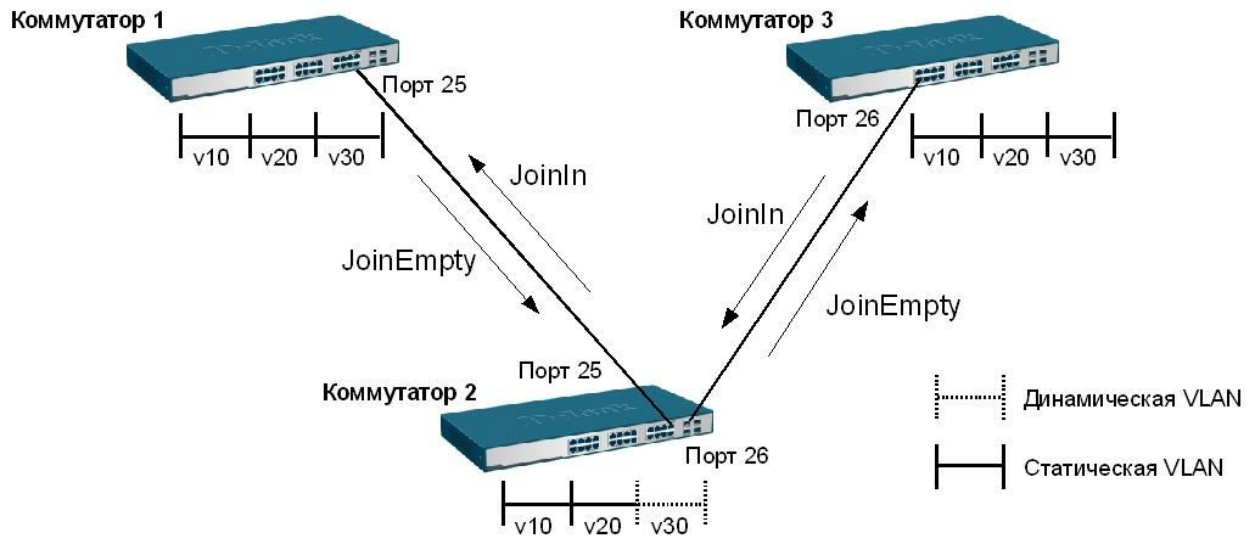 Коммутатор 1
Коммутатор 3
Порт 25
Порт 26
v10 v20 v30
v10 v20 v30
JoinIn
JoinIn
JoinEmpty
JoinEmpty
Порт 25
Коммутатор 2
Порт 26
v10 v20 v30
Динамическая VLAN
Статическая VLAN